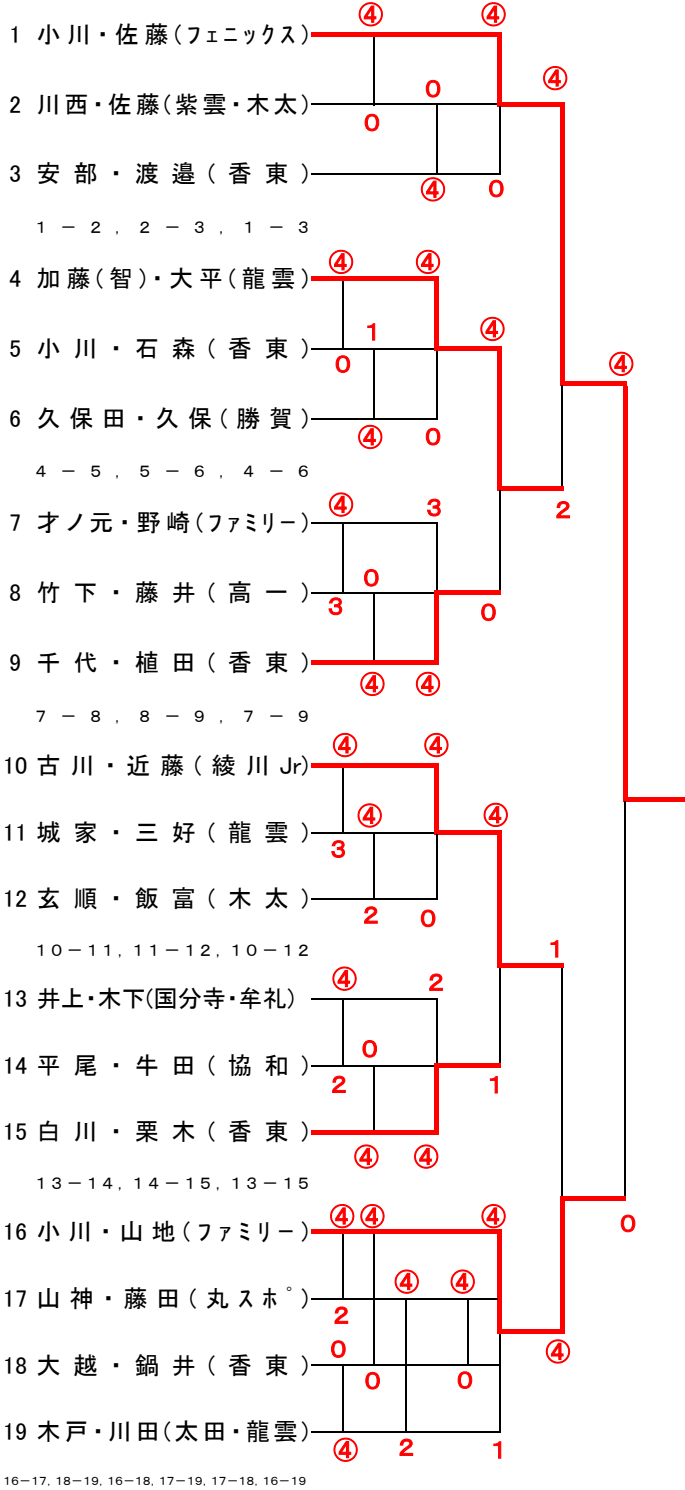 ④ ④
1 小川・佐藤(フェニックス)
④
0
2 川西・佐藤(紫雲・木太)
0
3 安部・渡邉(香東)
④ 0
1－2，2－3，1－3
④ ④
4 加藤(智)・大平(龍雲)
④
1
5 小川・石森(香東)
0
④
6 久保田・久保(勝賀)
④ 0
4－5，5－6，4－6
④ 3
2
7 才ノ元・野崎(ファミリー)
0
8 竹下・藤井(高一)
3 0
9 千代・植田(香東)
④ ④
7－8，8－9，7－9
④ ④
10 古川・近藤(綾川Jr)
④ ④
11 城家・三好(龍雲)
3
12 玄順・飯富(木太)
2 0
10－11，11－12，10－12
1
④ 2
13 井上・木下(国分寺・牟礼)
0
14 平尾・牛田(協和)
2 1
15 白川・栗木(香東)
④ ④
13－14，14－15，13－15
④ ④ ④
16 小川・山地(ファミリー)
0
④ ④
17 山神・藤田(丸スポ)
2
0 ④
18 大越・鍋井(香東)
0 0
19 木戸・川田(太田・龍雲)
④ 2 1
16－17，18－19，16－18，17－19，17－18，16－19